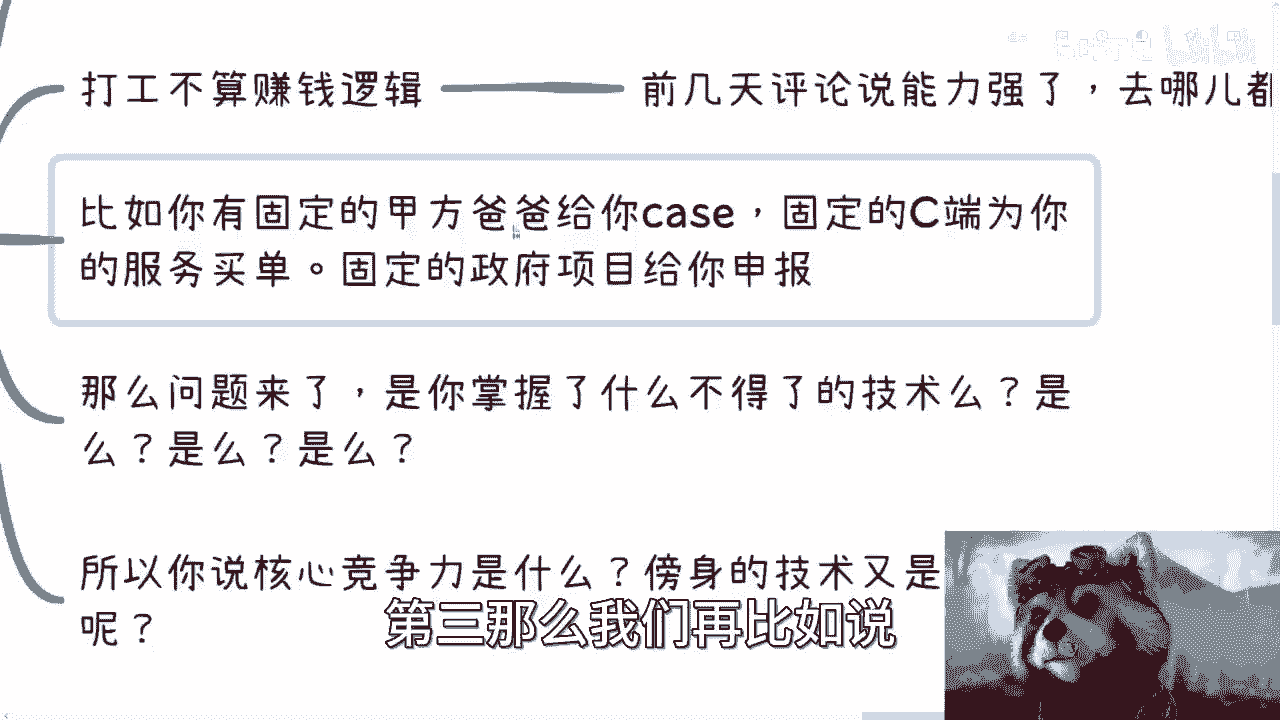 打工不算赚钱逻辑
前几天评论说能力强了，去哪儿都
比如你有固定的甲方爸爸给你case，固定的C端为你
的服务买单。固定的政府项目给你申报
那么问题来了，是你掌握了什么不得了的技术么？是
么？是么？是么？
所以你说核心竞争力是什么？傍身的技术又是
呢？
第三那么我们再比如说